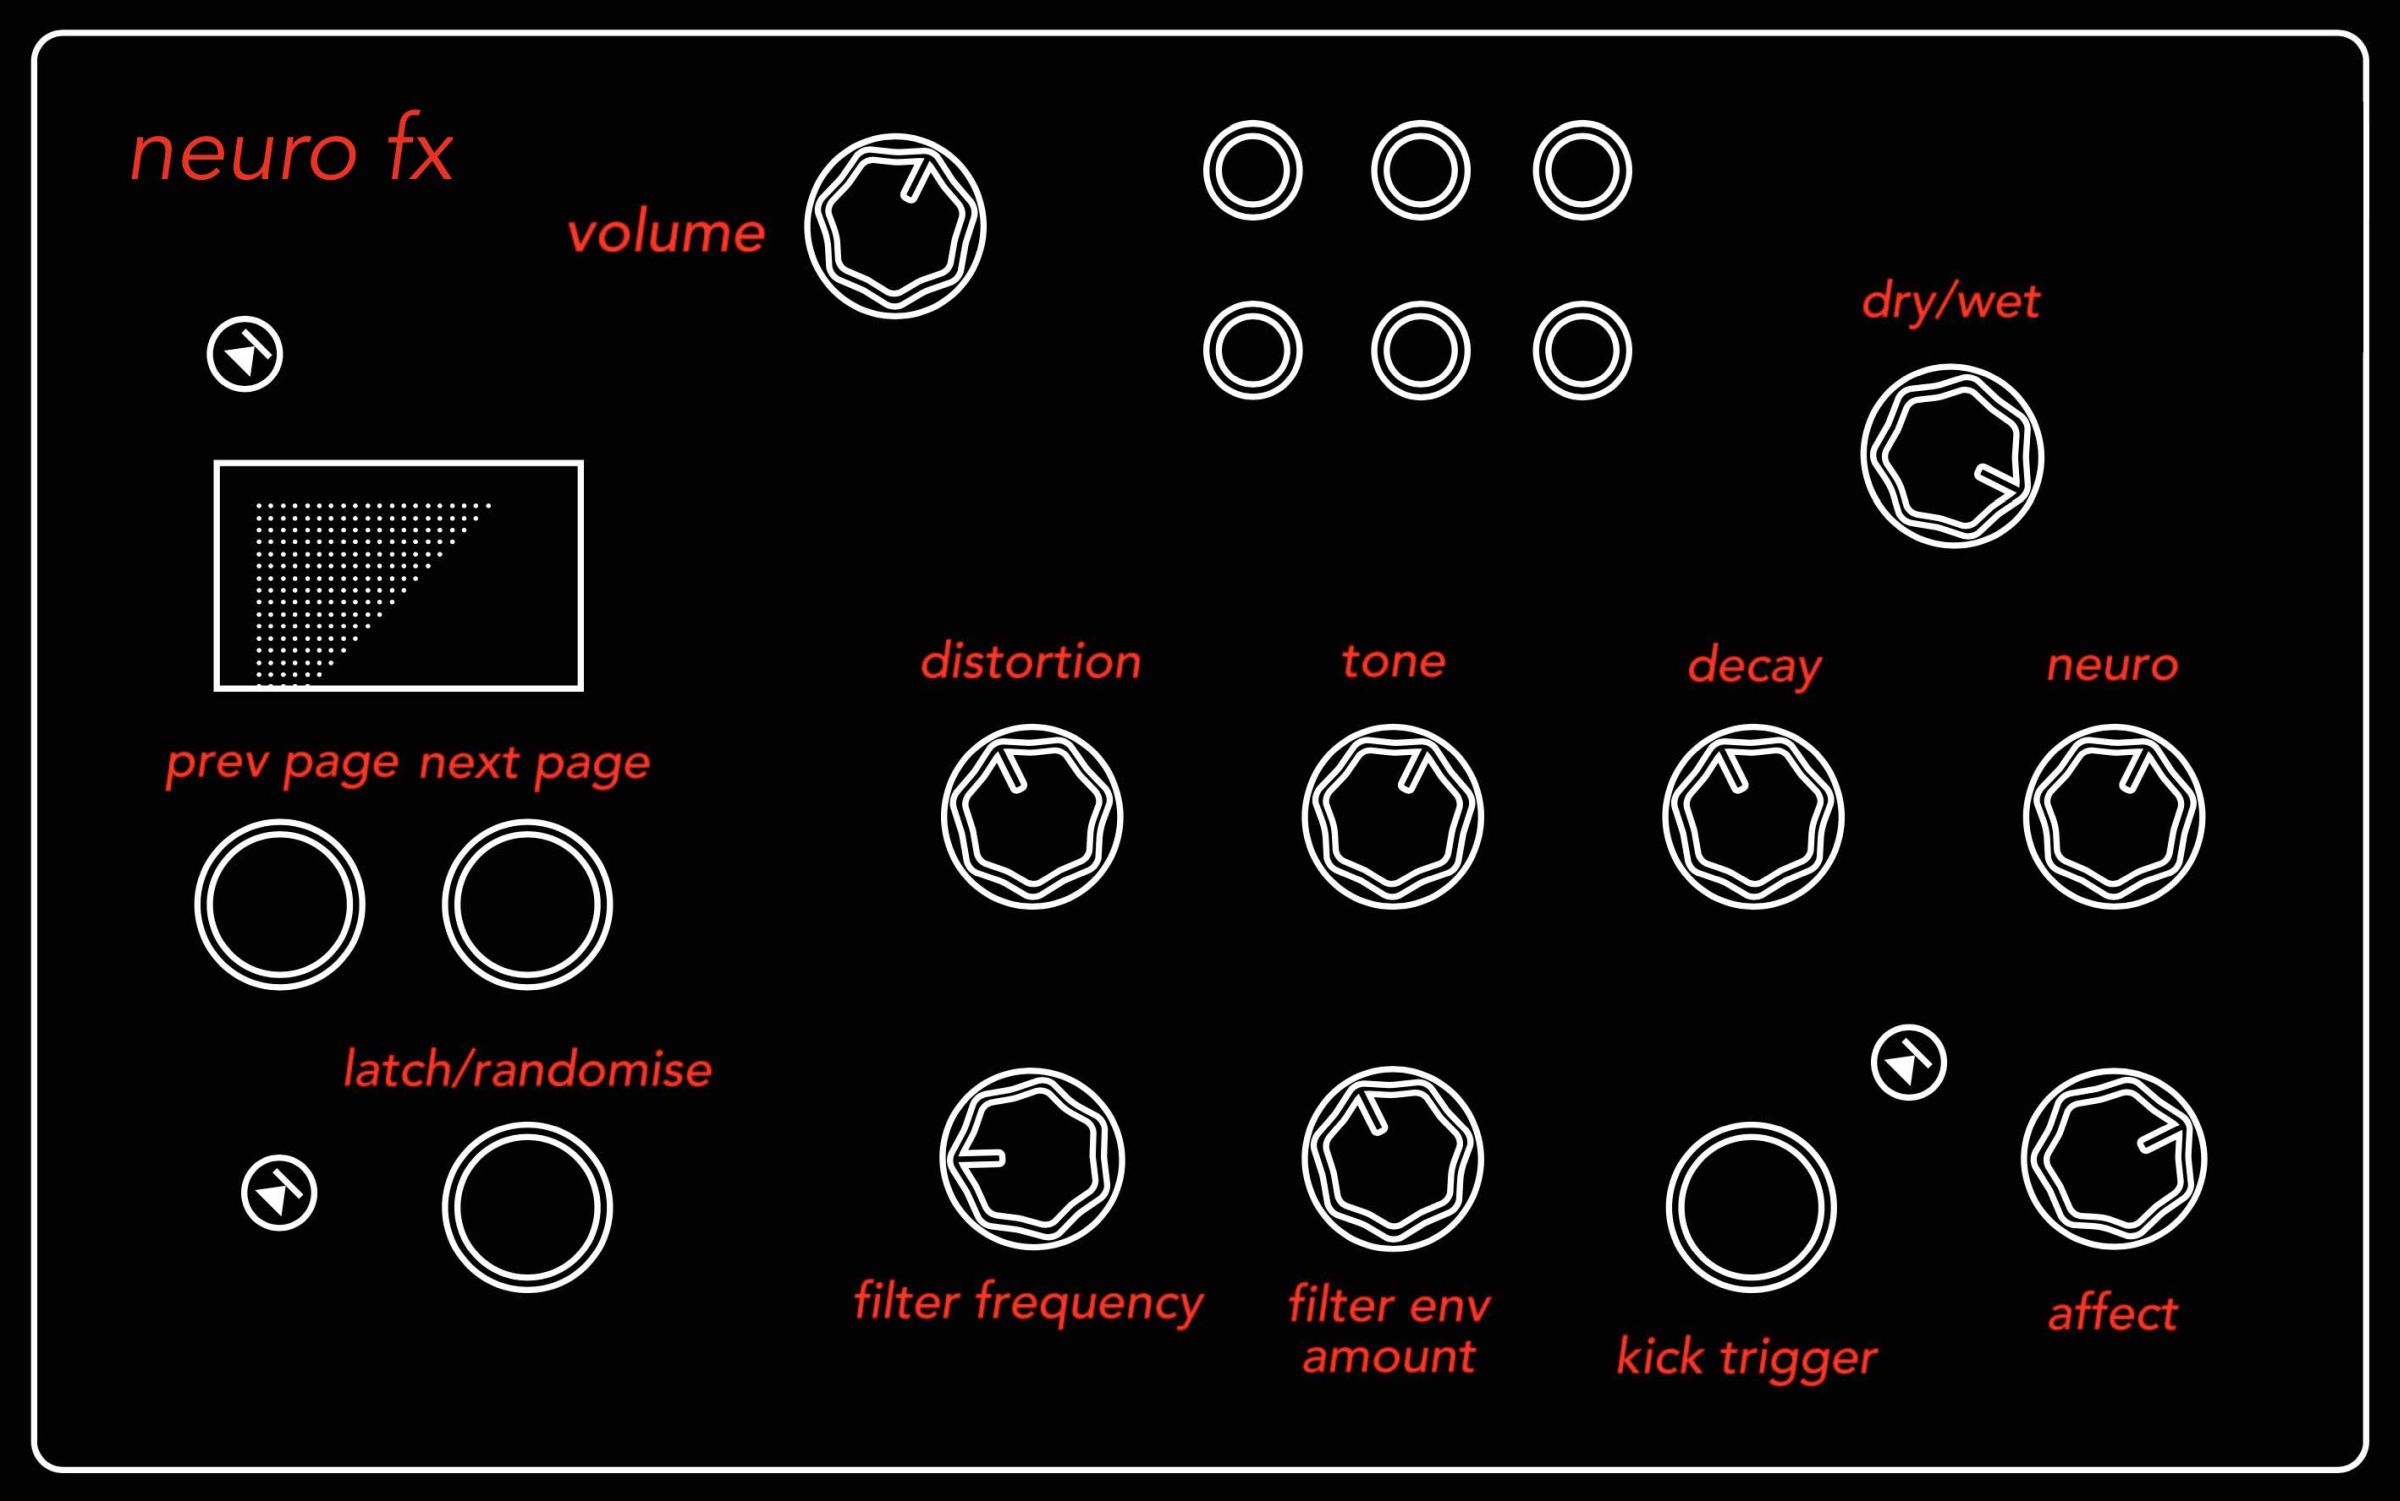 neuro fx
volume
dry/wet
distortion
tone
decay
neuro
prev page
next page
latch/randomise
filter frequency
filter env
amount
kick trigger
affect